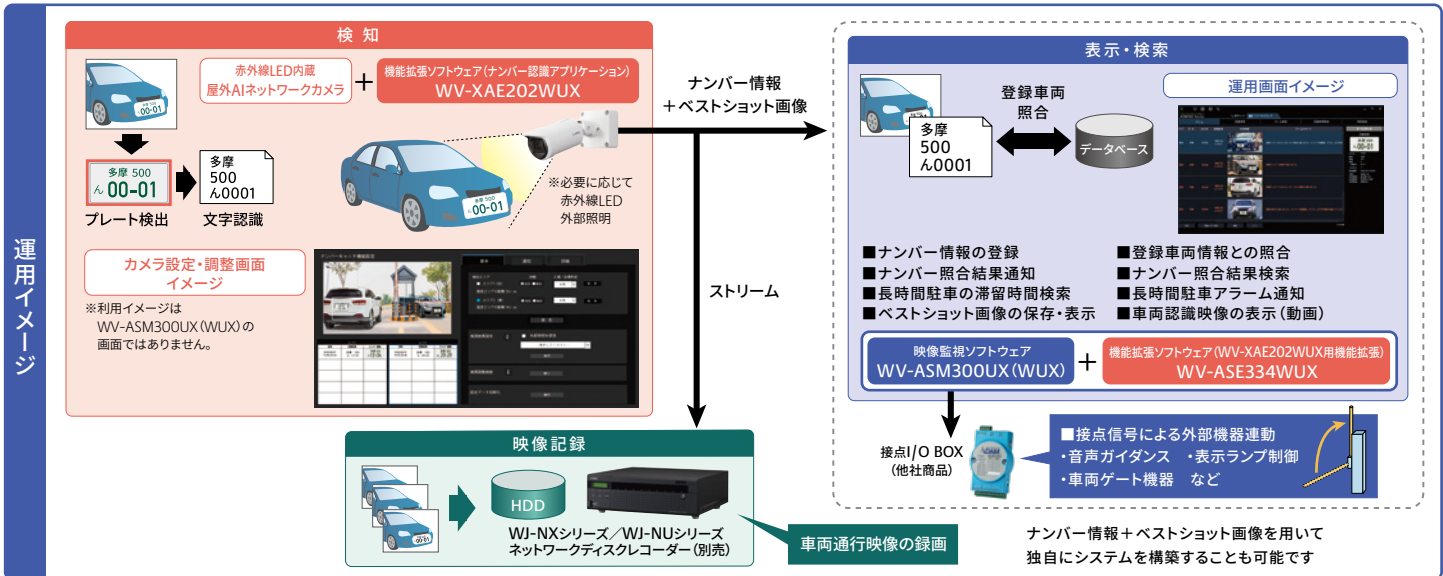 運用イメージ
検知
赤外線LED内蔵
屋外AIネットワークカメラ
+
機能拡張ソフトウェア(ナンバー認識アプリケーション)
WV-XAE202WUX
多摩 500
ん 00-01
プレート検出
多摩
500
ん0001
文字認識
※必要に応じて
赤外線LED
外部照明
カメラ設定・調整画面
イメージ
※利用イメージは
WV-ASM300UX(WUX)の
画面ではありません。
ナンバー情報
+ベストショット画像
ストリーム
映像記録
HDD
WJ-NXシリーズ/WJ-NUシリーズ
ネットワークディスクレコーダー(別売)
車両通行映像の録画
表示・検索
多摩
500
ん0001
登録車両
照合
データベース
運用画面イメージ
■ナンバー情報の登録
■ナンバー照合結果通知
■長時間駐車の滞留時間検索
■ベストショット画像の保存・表示
■登録車両情報との照合
■ナンバー照合結果検索
■長時間駐車アラーム通知
■車両認識映像の表示(動画)
映像監視ソフトウェア
WV-ASM300UX(WUX)
+
機能拡張ソフトウェア(WV-XAE202WUX用機能拡張)
WV-ASE334WUX
接点I/O BOX
(他社商品)
■接点信号による外部機器連動
・音声ガイダンス ・表示ランプ制御
・車両ゲート機器 など
ナンバー情報+ベストショット画像を用いて
独自にシステムを構築することも可能です